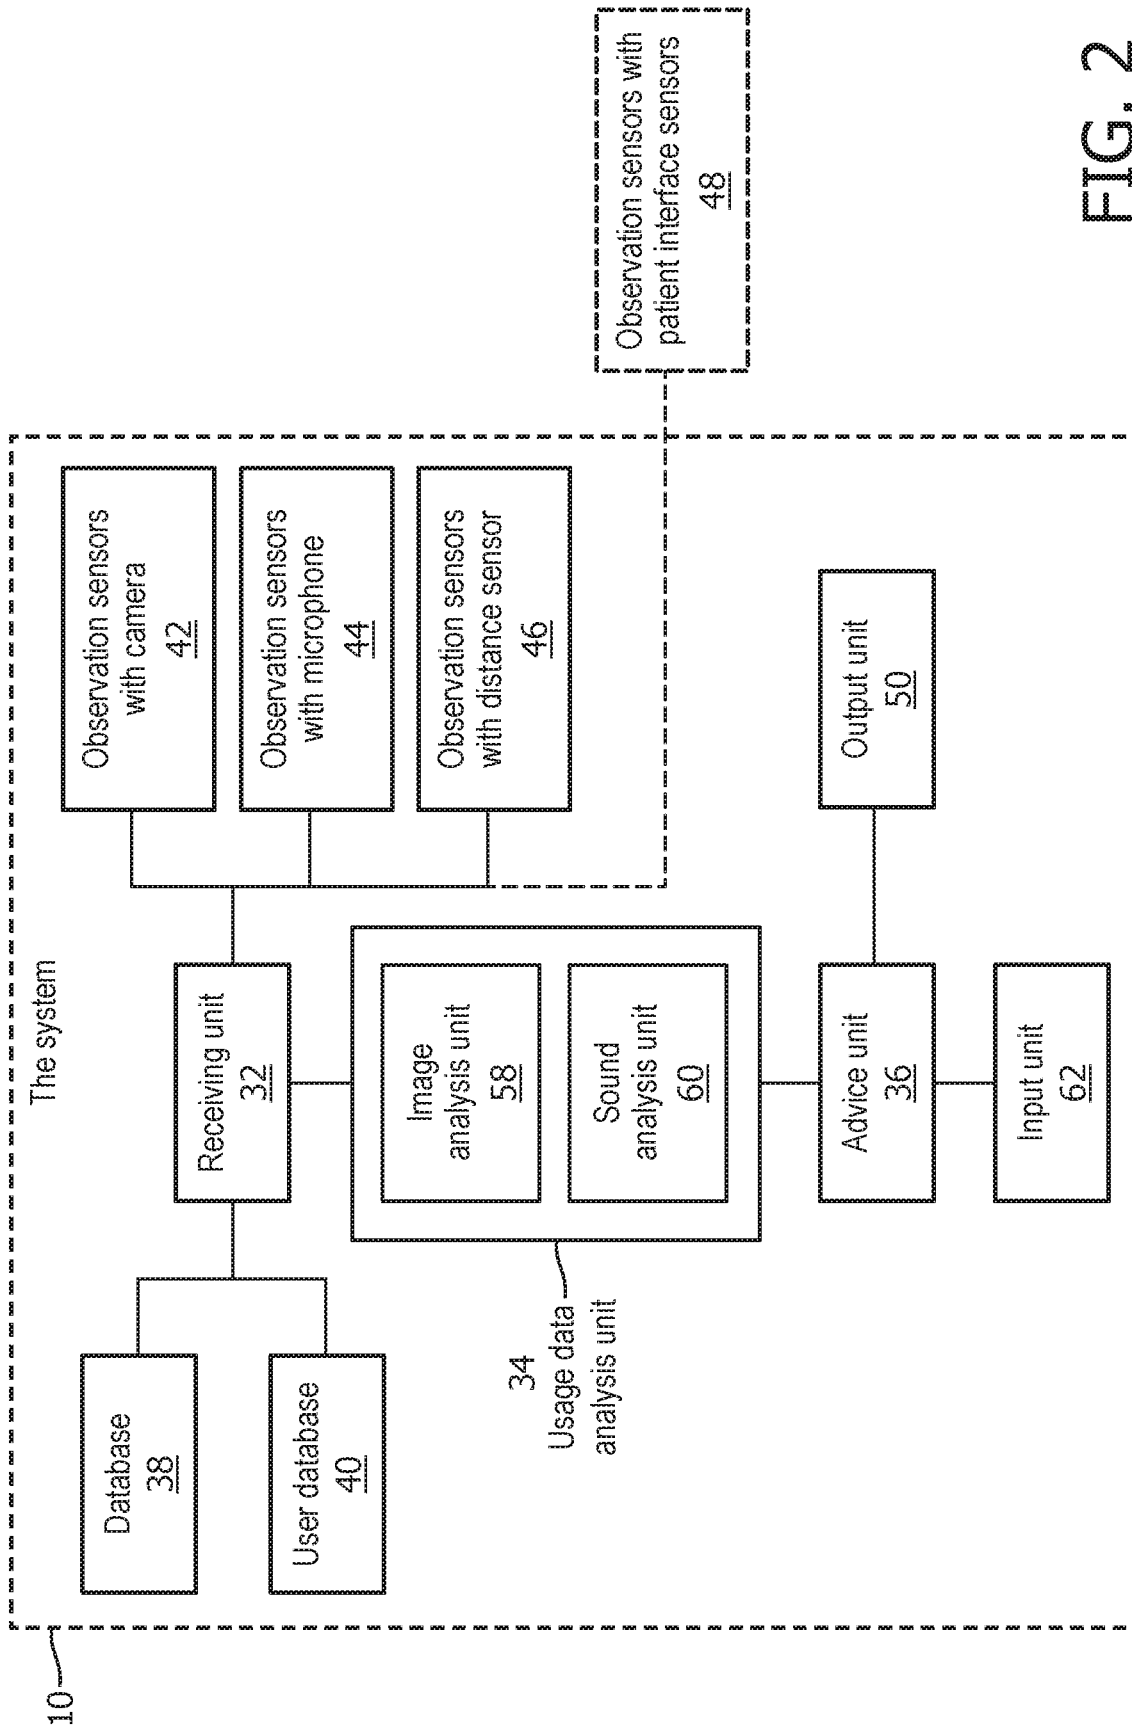 10
The system
Database
38
User database
40
Receiving unit
32
Observation sensors
with camera
42
Observation sensors
with microphone
44
Observation sensors
with distance sensor
46
Observation sensors with
patient interface sensors
48
34
Usage data
analysis unit
Image
analysis unit
58
Sound
analysis unit
60
Advice unit
36
Output unit
50
Input unit
62
FIG. 2